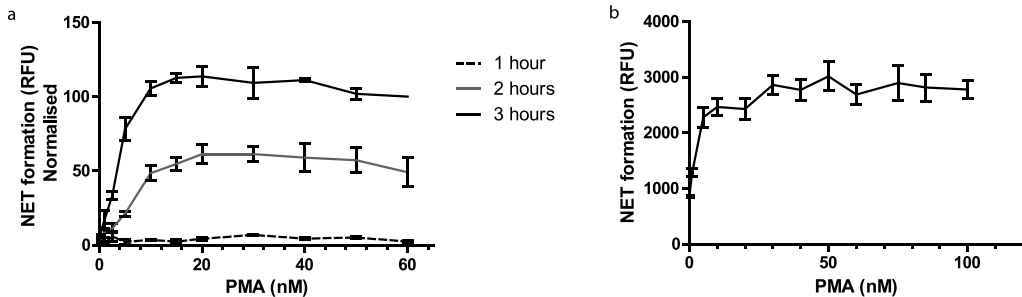 a
NET formation (RFU)
Normalised
150
100
50
0
0
20
40
60
PMA (nM)
1 hour
2 hours
3 hours
b
NET formation (RFU)
4000
3000
2000
1000
0
0
50
100
PMA (nM)